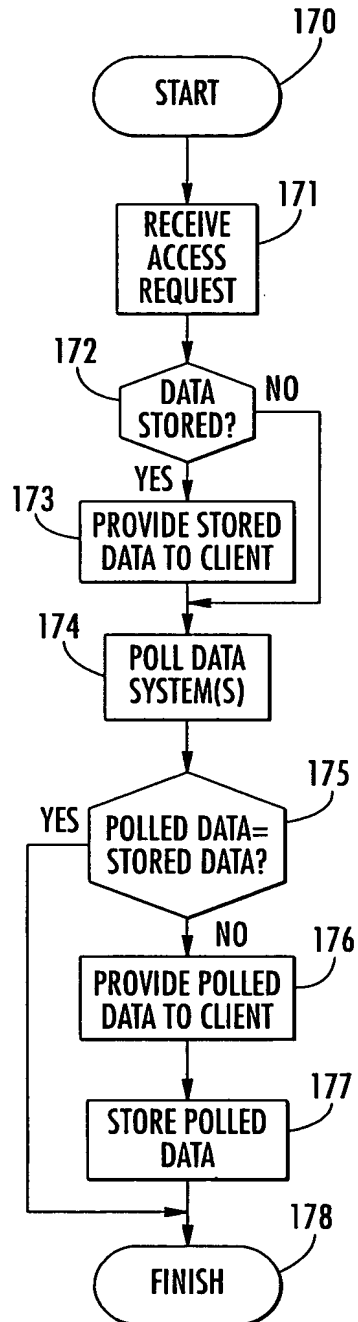 170
START
171
RECEIVE
ACCESS
REQUEST
172
DATA
STORED?
NO
YES
173
PROVIDE STORED
DATA TO CLIENT
174
POLL DATA
SYSTEM(S)
175
YES
POLLED DATA=
STORED DATA?
NO
176
PROVIDE POLLED
DATA TO CLIENT
177
STORE POLLED
DATA
178
FINISH